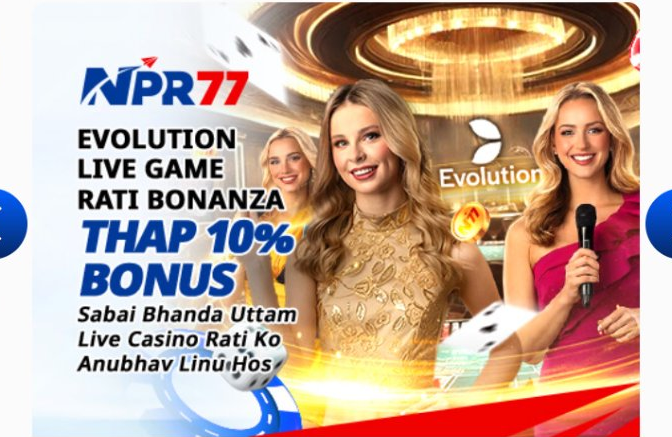 NPR77
EVOLUTION
LIVE GAME
RATI BONANZA
THAP 10%
BONUS
Sabai Bhanda Uttam
Live Casino Rati Ko
Anubhav Linu Hos
Evolution
77